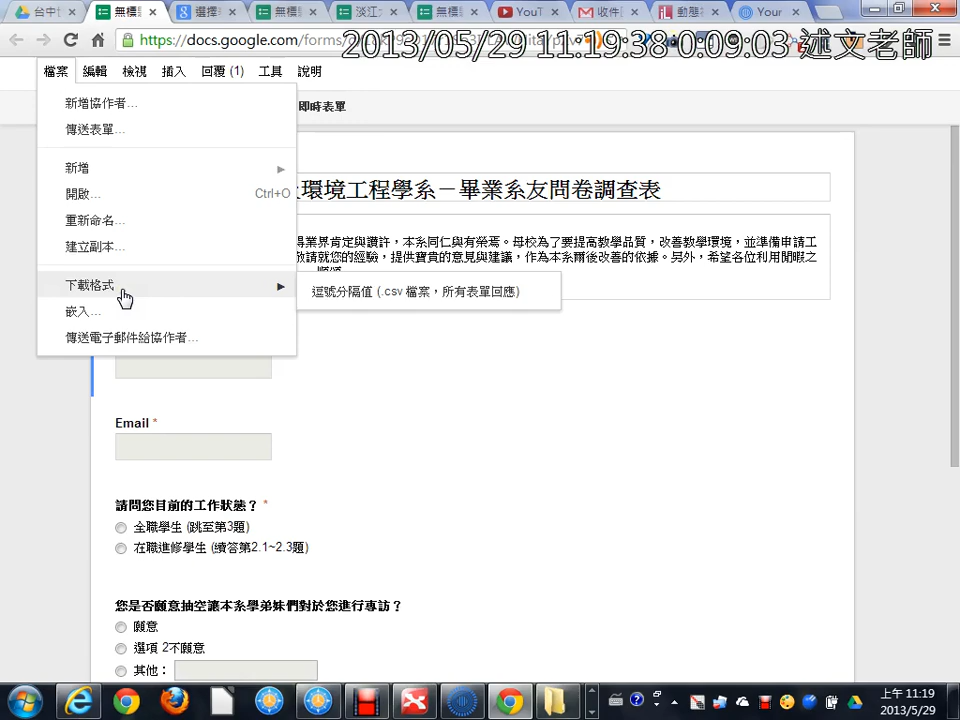 台中t
無標
選擇
無標
淡江
無標
YouT
收件
動態
Your
https://docs.google.com/forms/
2013/05/29 11:19:38 0:09:03 述文老師
檔案 編輯 檢視 插入 回覆 (1) 工具 說明
新增協作者...
即時表單
傳送表單...
新增
開啟... Ctrl+O
環境工程學系－畢業系友問卷調查表
重新命名...
建立副本...
得業界肯定與讚許，本系同仁與有榮焉。母校為了要提高教學品質，改善教學環境，並準備申請工
敬請就您的經驗，提供寶貴的意見與建議，作為本系爾後改善的依據。另外，希望各位利用閒暇之
下載格式
逗號分隔值 (.csv 檔案，所有表單回應)
嵌入...
傳送電子郵件給協作者...
Email *
請問您目前的工作狀態？ *
全職學生 (跳至第3題)
在職進修學生 (續答第2.1~2.3題)
您是否願意抽空讓本系學弟妹們對於您進行專訪？
願意
選項 2不願意
其他：
上午 11:19
2013/5/29